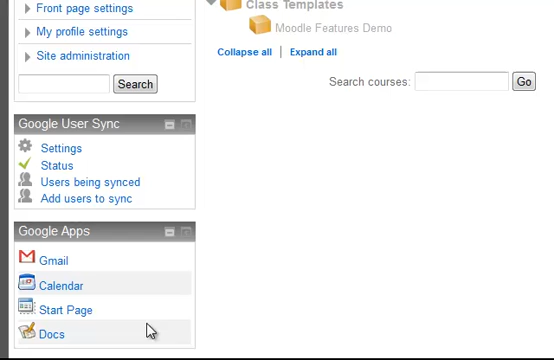 Front page settings
My profile settings
Site administration
Search
Google User Sync
Settings
Status
Users being synced
Add users to sync
Google Apps
Gmail
Calendar
Start Page
Docs
Class Templates
Moodle Features Demo
Collapse all | Expand all
Search courses:
Go